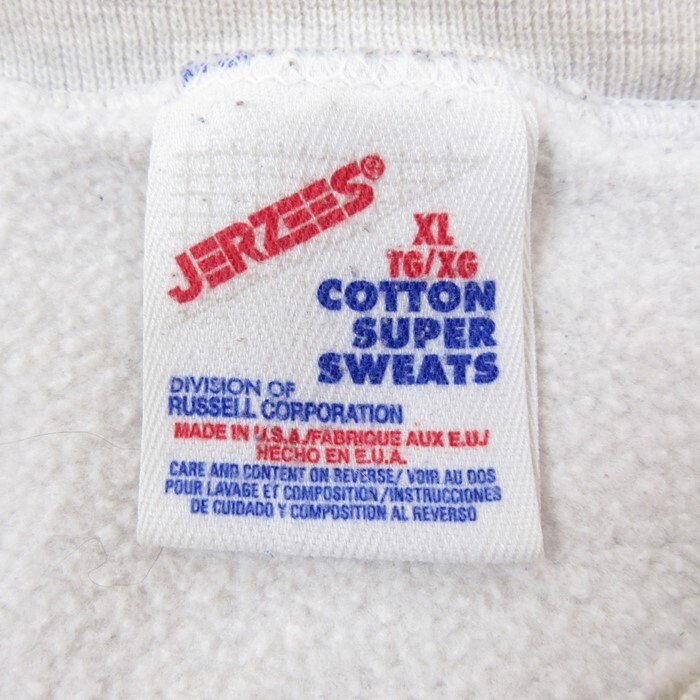 JERZEES®
XL
TG/XG
COTTON
SUPER
SWEATS
DIVISION OF
RUSSELL CORPORATION
MADE IN U.S.A./FABRIQUE AUX E.U./
HECHO EN E.U.A.
CARE AND CONTENT ON REVERSE/ VOIR AU DOS
POUR LAVAGE ET COMPOSITION/INSTRUCCIONES
DE CUIDADO Y COMPOSITION AL REVERSO